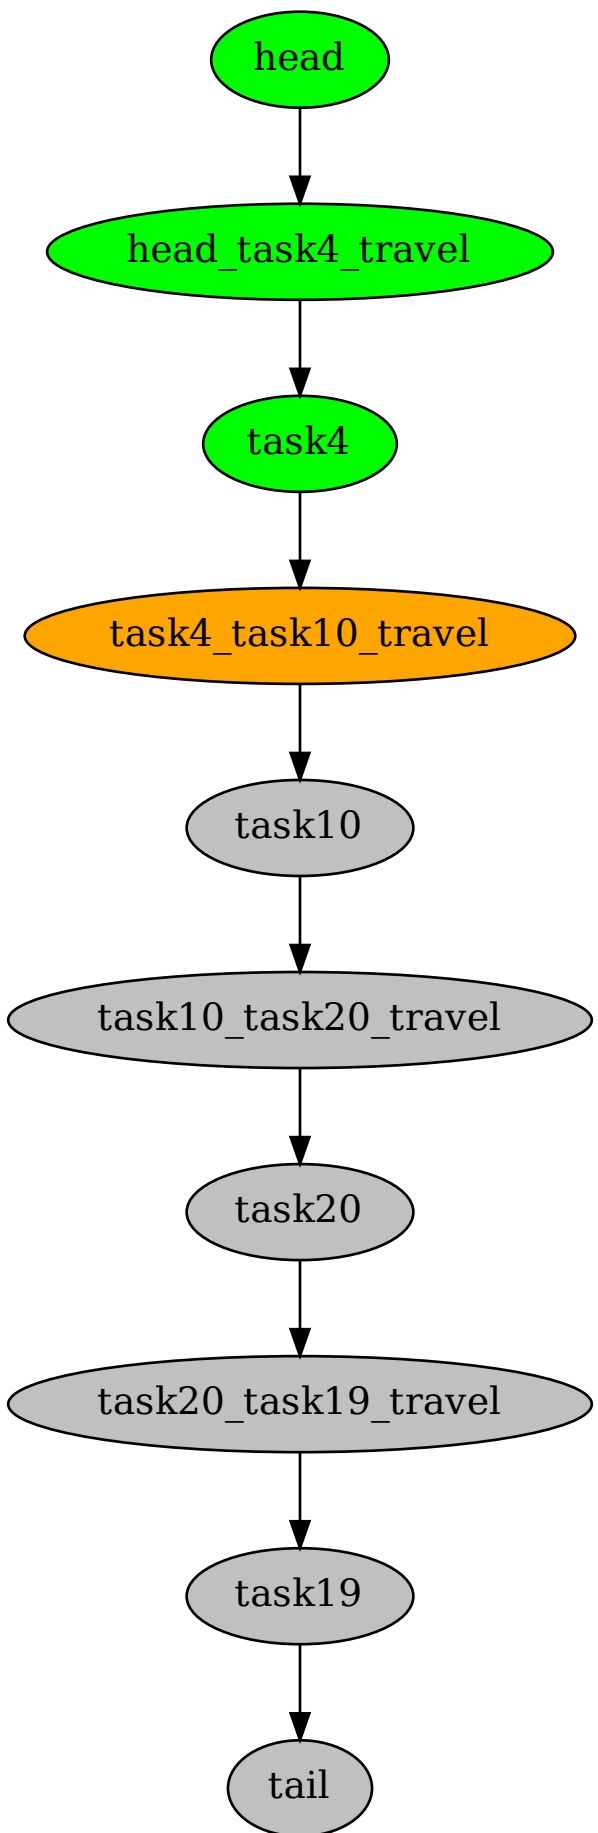 head
head_task4_travel
task4
task4_task10_travel
task10
task10_task20_travel
task20
task20_task19_travel
task19
tail